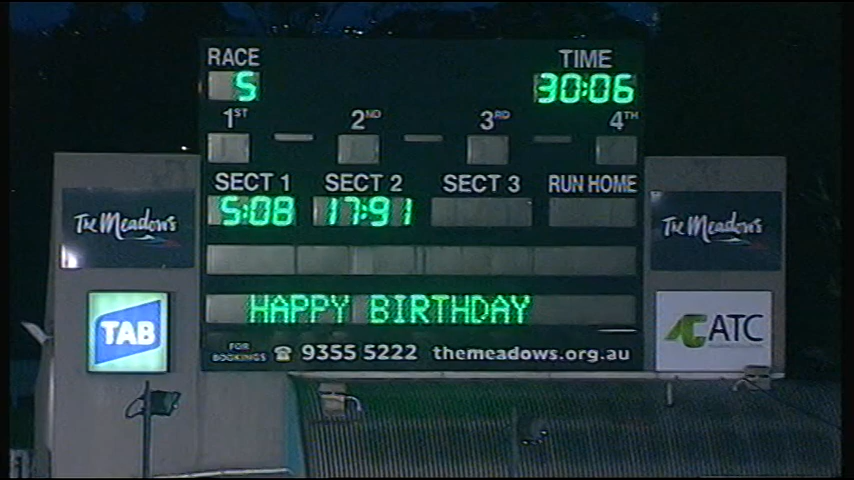 RACE TIME
5 30:06
1ST 2ND 3RD 4TH
SECT 1 SECT 2 SECT 3 RUN HOME
5:08 17:91
The Meadows The Meadows
HAPPY BIRTHDAY
TAB ATC
FOR BOOKINGS ☎ 9355 5222 themeadows.org.au